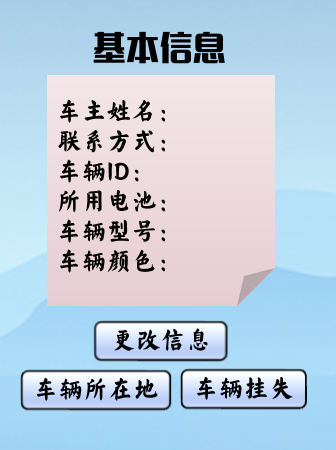 基本信息
车主姓名：
联系方式：
车辆ID：
所用电池：
车辆型号：
车辆颜色：
更改信息
车辆所在地 车辆挂失